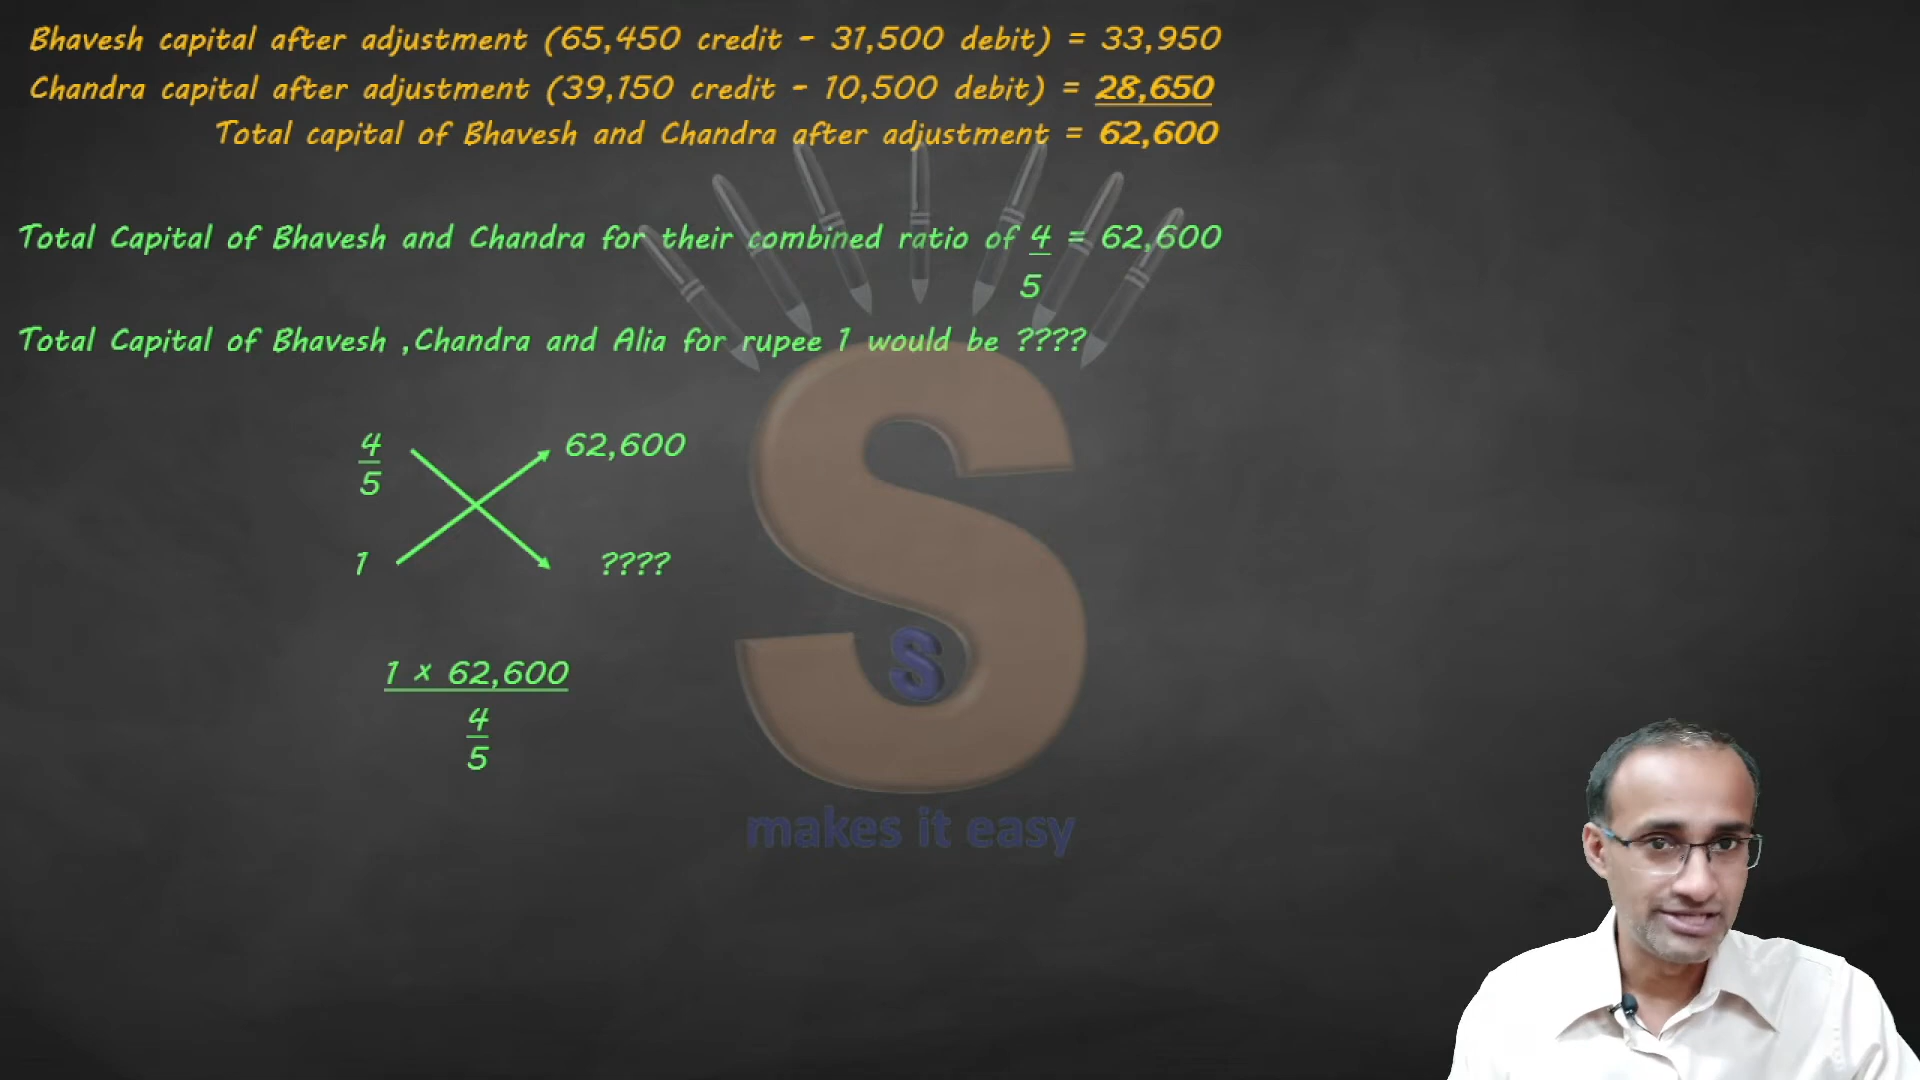 Bhavesh capital after adjustment (65,450 credit - 31,500 debit) = 33,950
Chandra capital after adjustment (39,150 credit - 10,500 debit) = 28,650
Total capital of Bhavesh and Chandra after adjustment = 62,600
Total Capital of Bhavesh and Chandra for their combined ratio of 4 = 62,600
5
Total Capital of Bhavesh ,Chandra and Alia for rupee 1 would be ????
4 62,600
5
1 ????
1 × 62,600
4
5
S
S
makes it easy